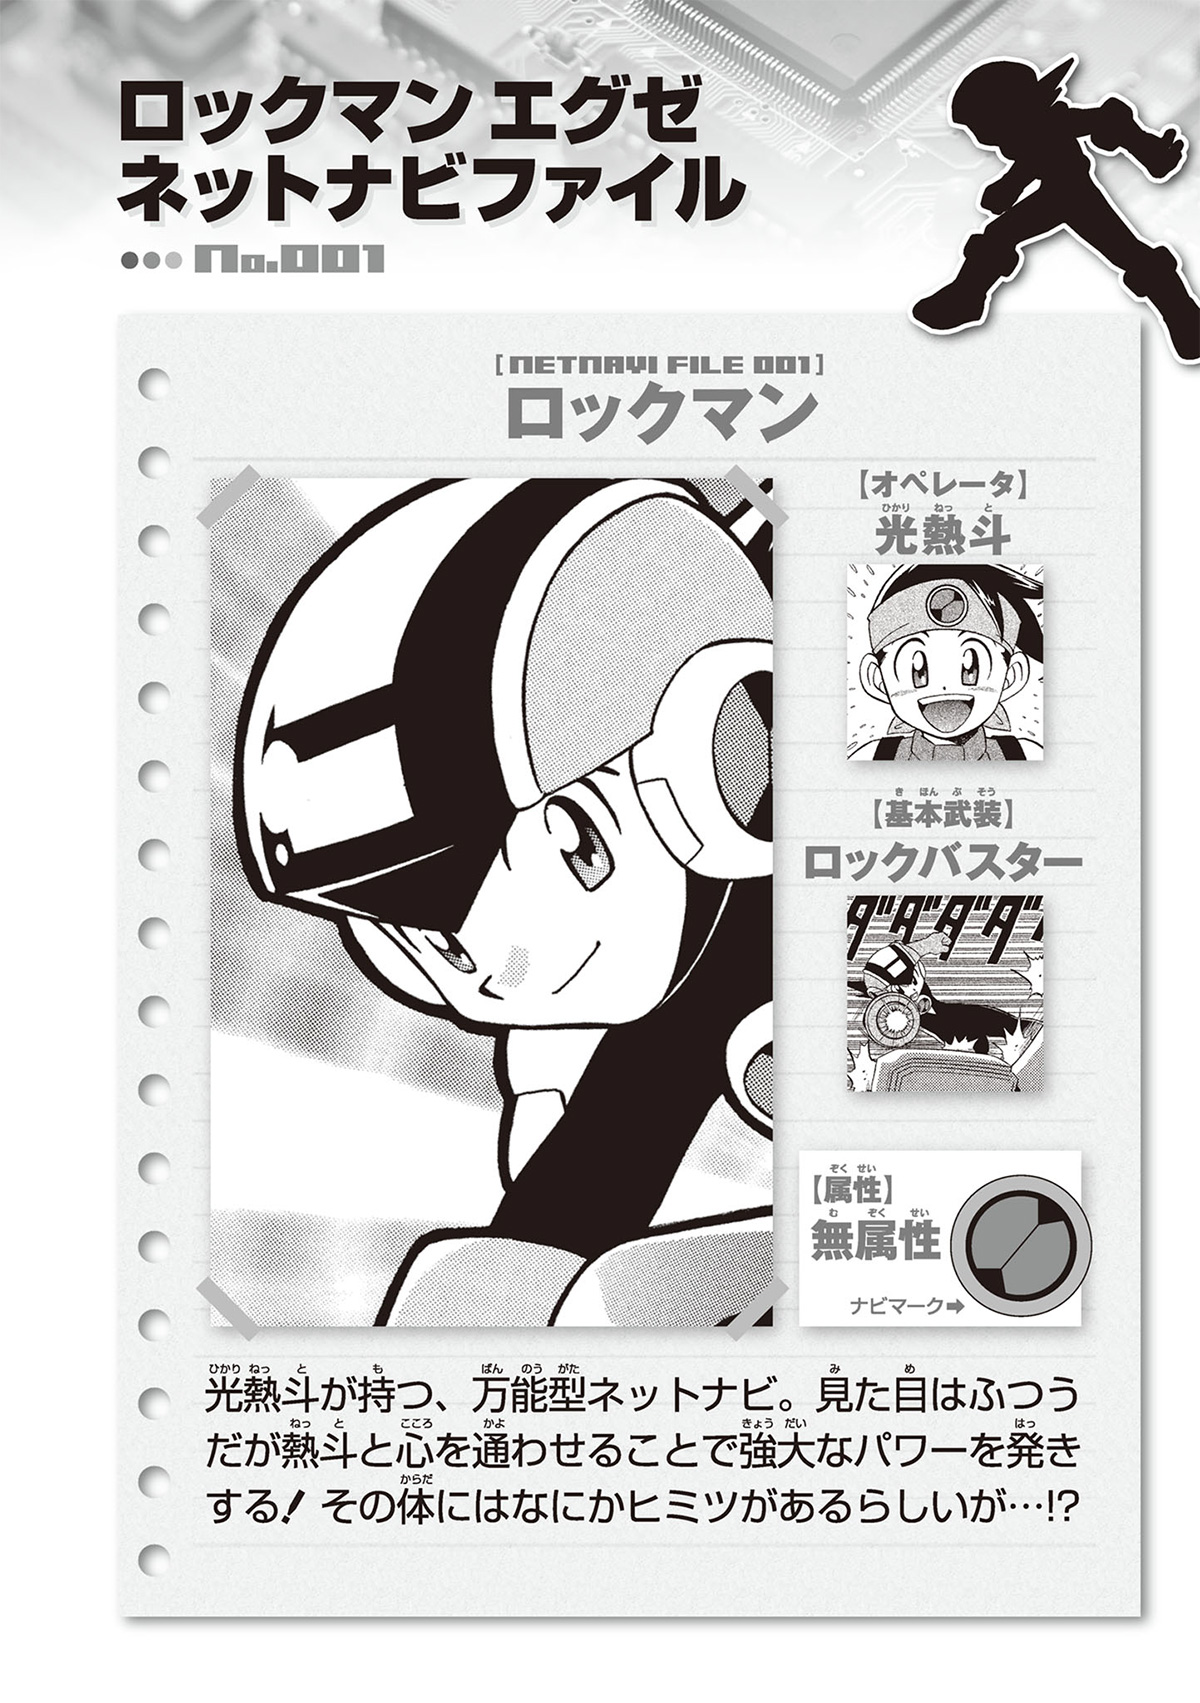 ロックマン エグゼ
ネットナビファイル
No.001
[NETNAVI FILE 001]
ロックマン
【オペレータ】
ひかり ねっ と
光熱斗
き ほん ぶ そう
【基本武装】
ロックバスター
ダダダダ
ぞく せい
【属性】
む ぞく せい
無属性
ナビマーク➡
ひかり ねっ と も ばん のう がた み め
光熱斗が持つ、万能型ネットナビ。見た目はふつう
ねっ と こころ かよ きょう だい はっ
だが熱斗と心を通わせることで強大なパワーを発き
からだ
する! その体にはなにかヒミツがあるらしいが…!?